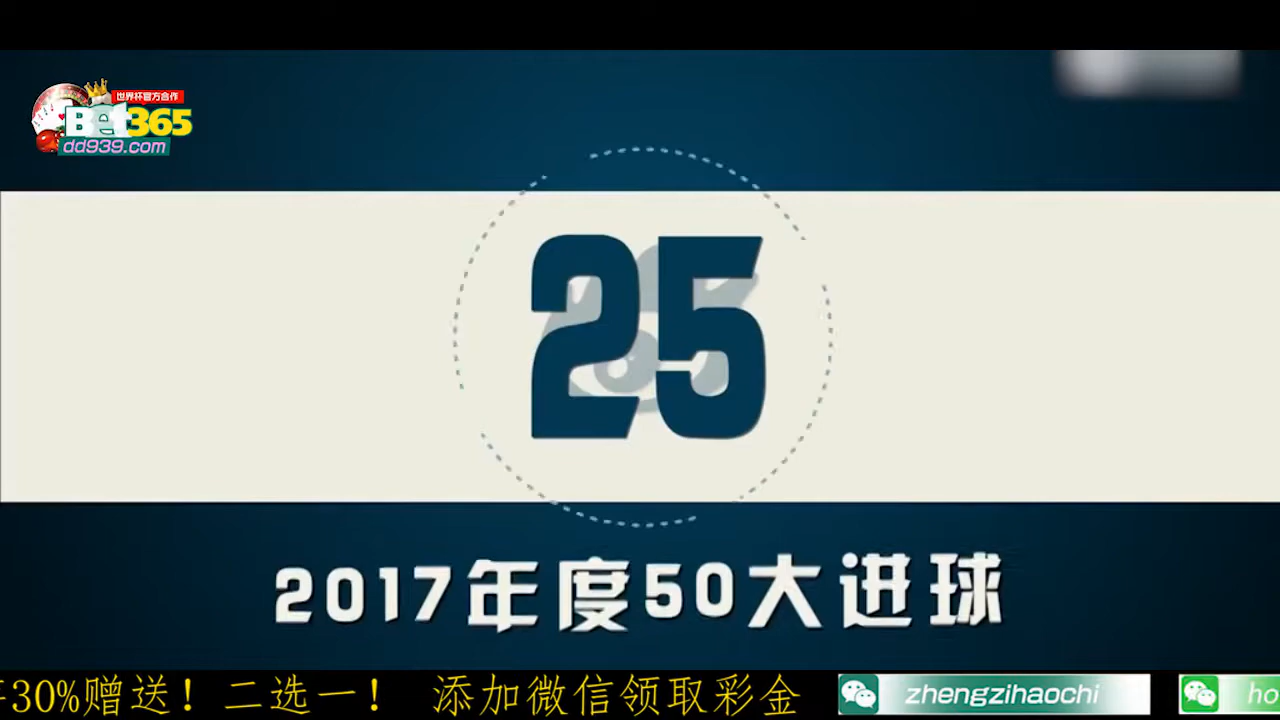 世界杯官方合作
Bet365
dd939.com
25
2017年度50大进球
30%赠送！二选一！ 添加微信领取彩金 zhengzihaochi ho